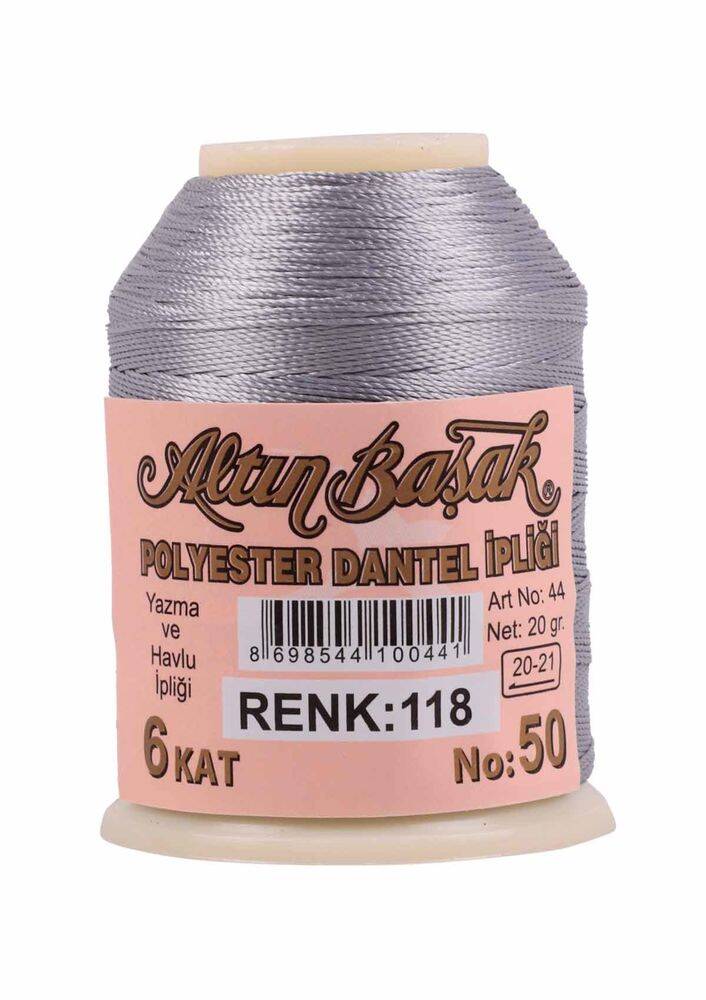 Altın Başak®
POLYESTER DANTEL İPLİĞİ
Yazma
ve
Havlu
İpliği
8 698544 100441
Art No: 44
Net: 20 gr.
20-21
RENK:118
6 KAT
No: 50